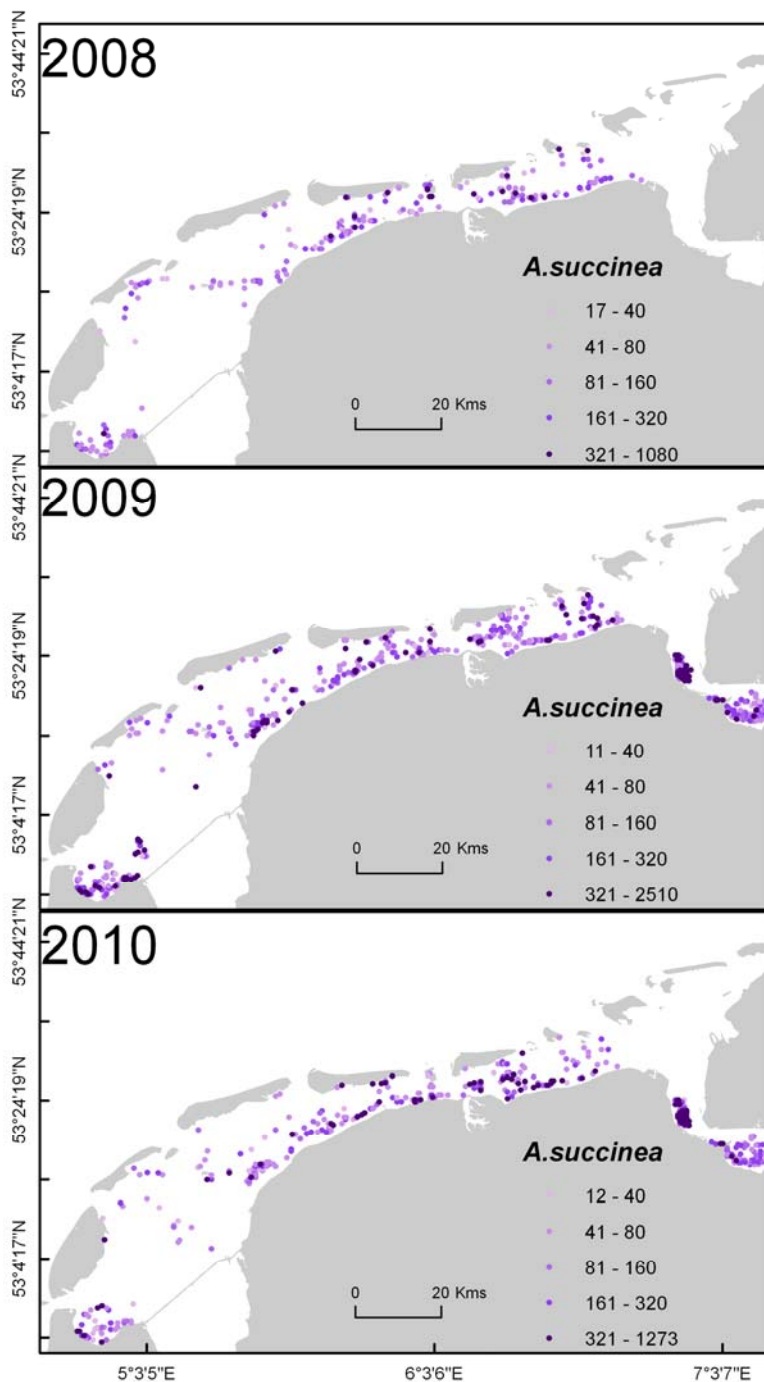 2008
53°44'21"N
53°24'19"N
53°4'17"N
A.succinea
17 - 40
41 - 80
81 - 160
161 - 320
321 - 1080
0 20 Kms
2009
53°44'21"N
53°24'19"N
53°4'17"N
A.succinea
11 - 40
41 - 80
81 - 160
161 - 320
321 - 2510
0 20 Kms
2010
53°44'21"N
53°24'19"N
53°4'17"N
A.succinea
12 - 40
41 - 80
81 - 160
161 - 320
321 - 1273
0 20 Kms
5°3'5"E 6°3'6"E 7°3'7"E